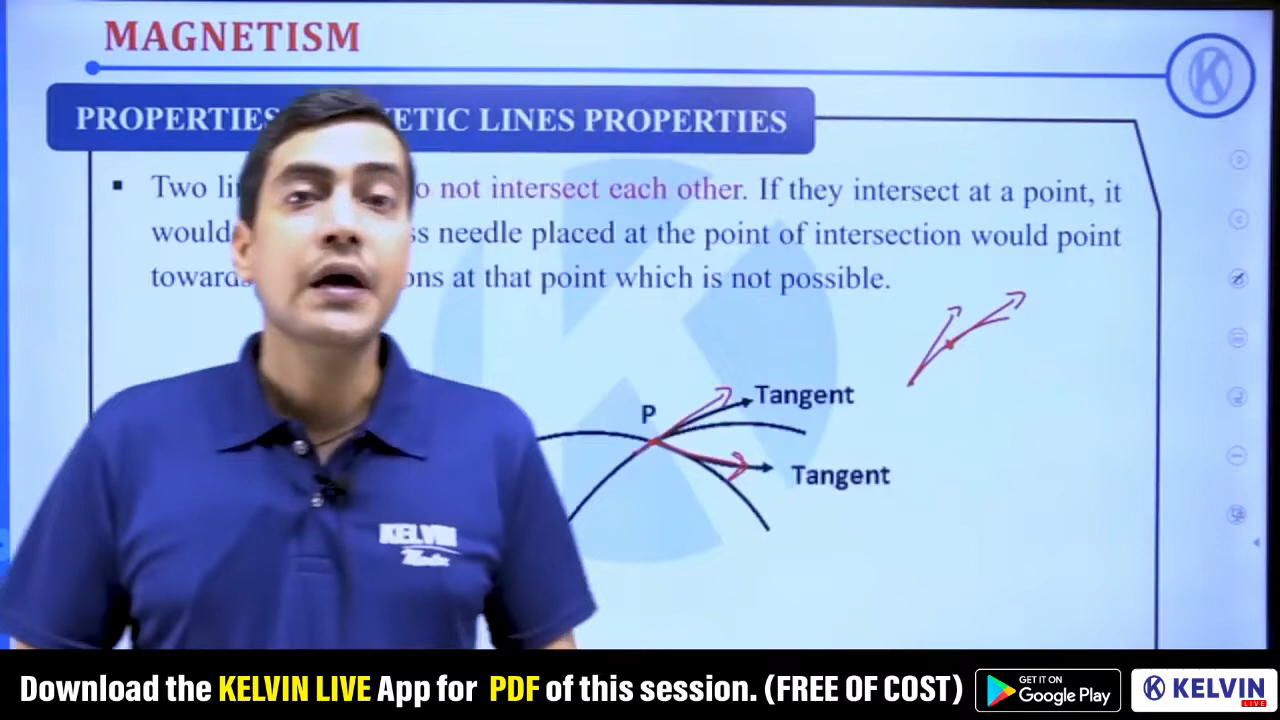 MAGNETISM
PROPERTIES ETIC LINES PROPERTIES
Two not intersect each other. If they intersect at a point, it
would needle placed at the point of intersection would point
towards at that point which is not possible.
P
Tangent
Tangent
KELVIN
Download the KELVIN LIVE App for PDF of this session. (FREE OF COST)
GET IT ON
Google Play
K KELVIN
LIVE